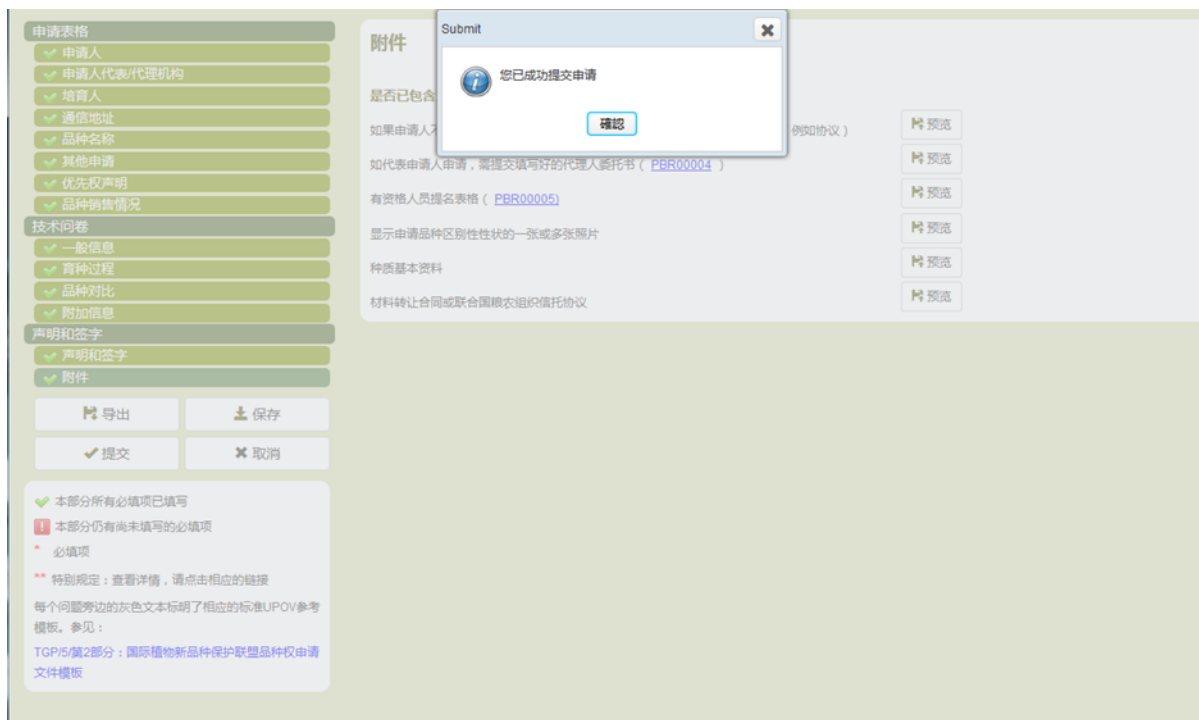 申请表格
申请人
申请人代表/代理机构
培育人
通信地址
品种名称
其他申请
优先权声明
品种销售情况
技术问卷
一般信息
育种过程
品种对比
附加信息
声明和签字
声明和签字
附件
导出
保存
提交
取消
本部分所有必填项已填写
! 本部分仍有尚未填写的必填项
* 必填项
** 特别规定：查看详情，请点击相应的链接
每个问题旁边的灰色文本标明了相应的标准UPOV参考
模板。参见：
TGP/5/第2部分：国际植物新品种保护联盟品种权申请
文件模板
Submit
您已成功提交申请
確認
附件
是否已包含
如果申请人不 例如协议） 预览
如代表申请人申请，需提交填写好的代理人委托书（ PBR00004 ） 预览
有资格人员提名表格（ PBR00005) 预览
显示申请品种区别性性状的一张或多张照片 预览
种质基本资料 预览
材料转让合同或联合国粮农组织信托协议 预览